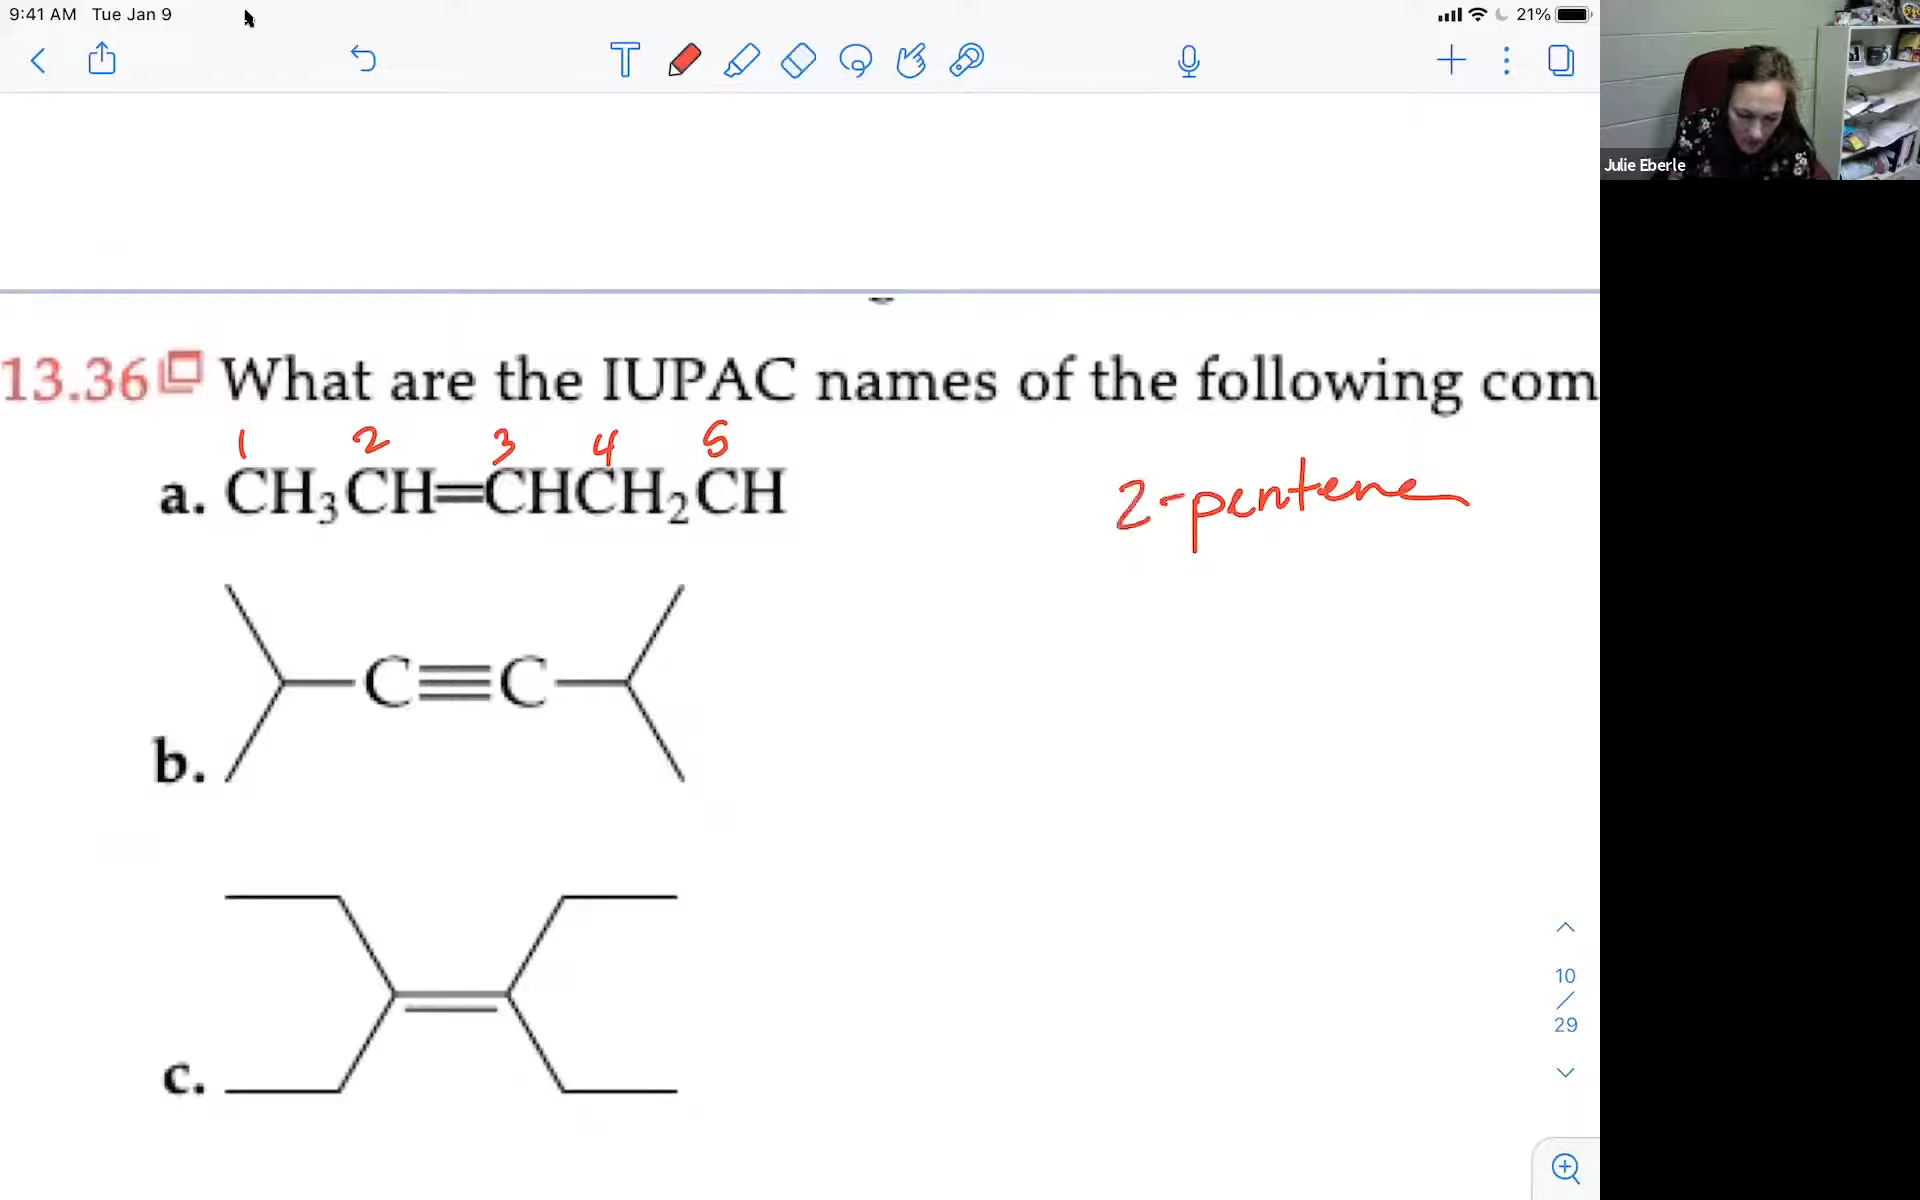 9:41 AM Tue Jan 9
21%
Julie Eberle
13.36 What are the IUPAC names of the following com
1 2 3 4 5
a. CH₃CH=CHCH₂CH
2-pentene
C≡C
b.
c.
10
/
29